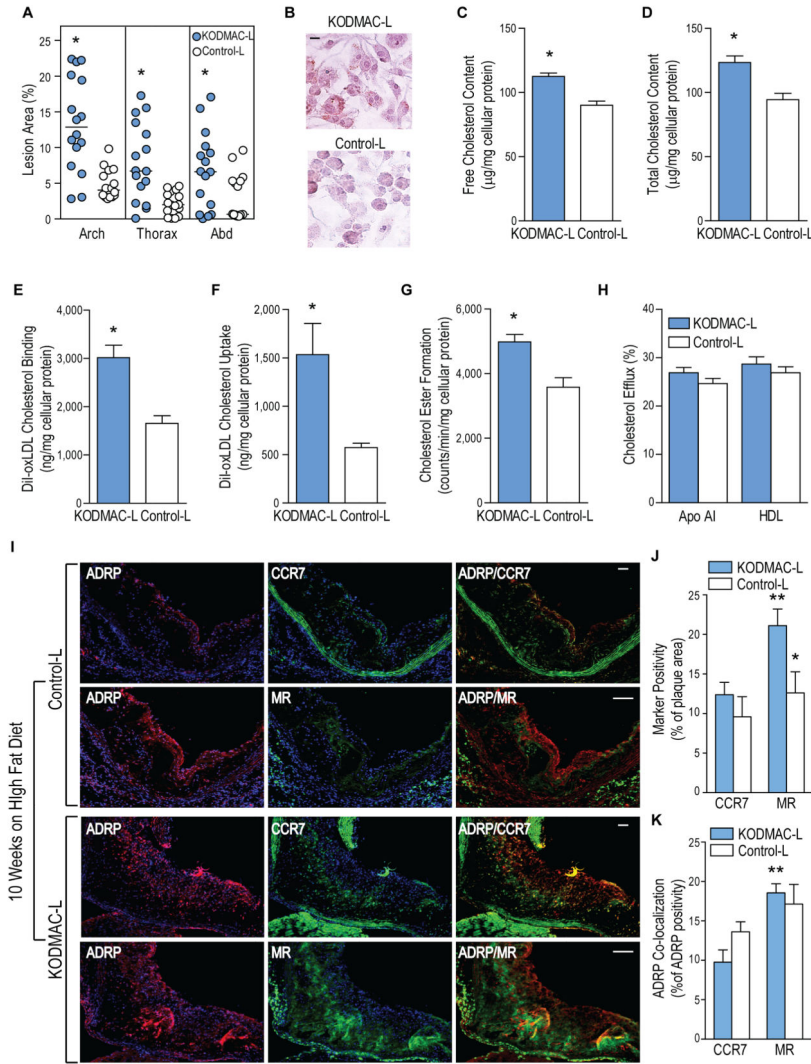 A
KODMAC-L
Control-L
Lesion Area (%)
25
20
15
10
5
0
*
*
*
Arch
Thorax
Abd
B
KODMAC-L
Control-L
C
Free Cholesterol Content
(µg/mg cellular protein)
150
100
50
0
*
KODMAC-L Control-L
D
Total Cholesterol Content
(µg/mg cellular protein)
150
100
50
0
*
KODMAC-L Control-L
E
Dil-oxLDL Cholesterol Binding
(ng/mg cellular protein)
4,000
3,000
2,000
1,000
0
*
KODMAC-L Control-L
F
Dil-oxLDL Cholesterol Uptake
(ng/mg cellular protein)
2,000
1,500
1,000
500
0
*
KODMAC-L Control-L
G
Cholesterol Ester Formation
(counts/min/mg cellular protein)
6,000
4,000
2,000
0
*
KODMAC-L Control-L
H
KODMAC-L
Control-L
Cholesterol Efflux (%)
40
30
20
10
0
Apo AI
HDL
I
10 Weeks on HIgh Fat Diet
Control-L
ADRP
CCR7
ADRP/CCR7
ADRP
MR
ADRP/MR
KODMAC-L
ADRP
CCR7
ADRP/CCR7
ADRP
MR
ADRP/MR
J
KODMAC-L
Control-L
Marker Positivity
(% of plaque area)
25
20
15
10
5
0
**
*
CCR7
MR
K
KODMAC-L
Control-L
ADRP Co-localization
(%of ADRP positivity)
25
20
15
10
5
0
**
CCR7
MR